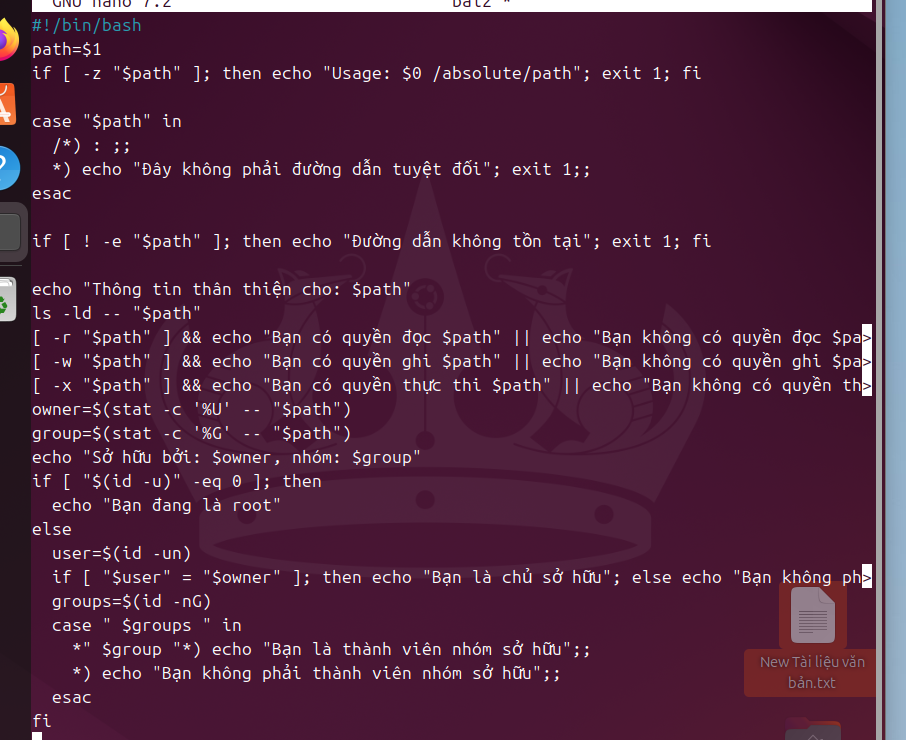 GNU nano 7.2 bai2 *
#!/bin/bash
path=$1
if [ -z "$path" ]; then echo "Usage: $0 /absolute/path"; exit 1; fi
case "$path" in
/*) : ;;
*) echo "Đây không phải đường dẫn tuyệt đối"; exit 1;;
esac
if [ ! -e "$path" ]; then echo "Đường dẫn không tồn tại"; exit 1; fi
echo "Thông tin thân thiện cho: $path"
ls -ld -- "$path"
[ -r "$path" ] && echo "Bạn có quyền đọc $path" || echo "Bạn không có quyền đọc $pa>
[ -w "$path" ] && echo "Bạn có quyền ghi $path" || echo "Bạn không có quyền ghi $pa>
[ -x "$path" ] && echo "Bạn có quyền thực thi $path" || echo "Bạn không có quyền th>
owner=$(stat -c '%U' -- "$path")
group=$(stat -c '%G' -- "$path")
echo "Sở hữu bởi: $owner, nhóm: $group"
if [ "$(id -u)" -eq 0 ]; then
echo "Bạn đang là root"
else
user=$(id -un)
if [ "$user" = "$owner" ]; then echo "Bạn là chủ sở hữu"; else echo "Bạn không ph>
groups=$(id -nG)
case " $groups " in
*" $group "*) echo "Bạn là thành viên nhóm sở hữu";;
*) echo "Bạn không phải thành viên nhóm sở hữu";;
esac
fi
New Tài liệu văn
bản.txt